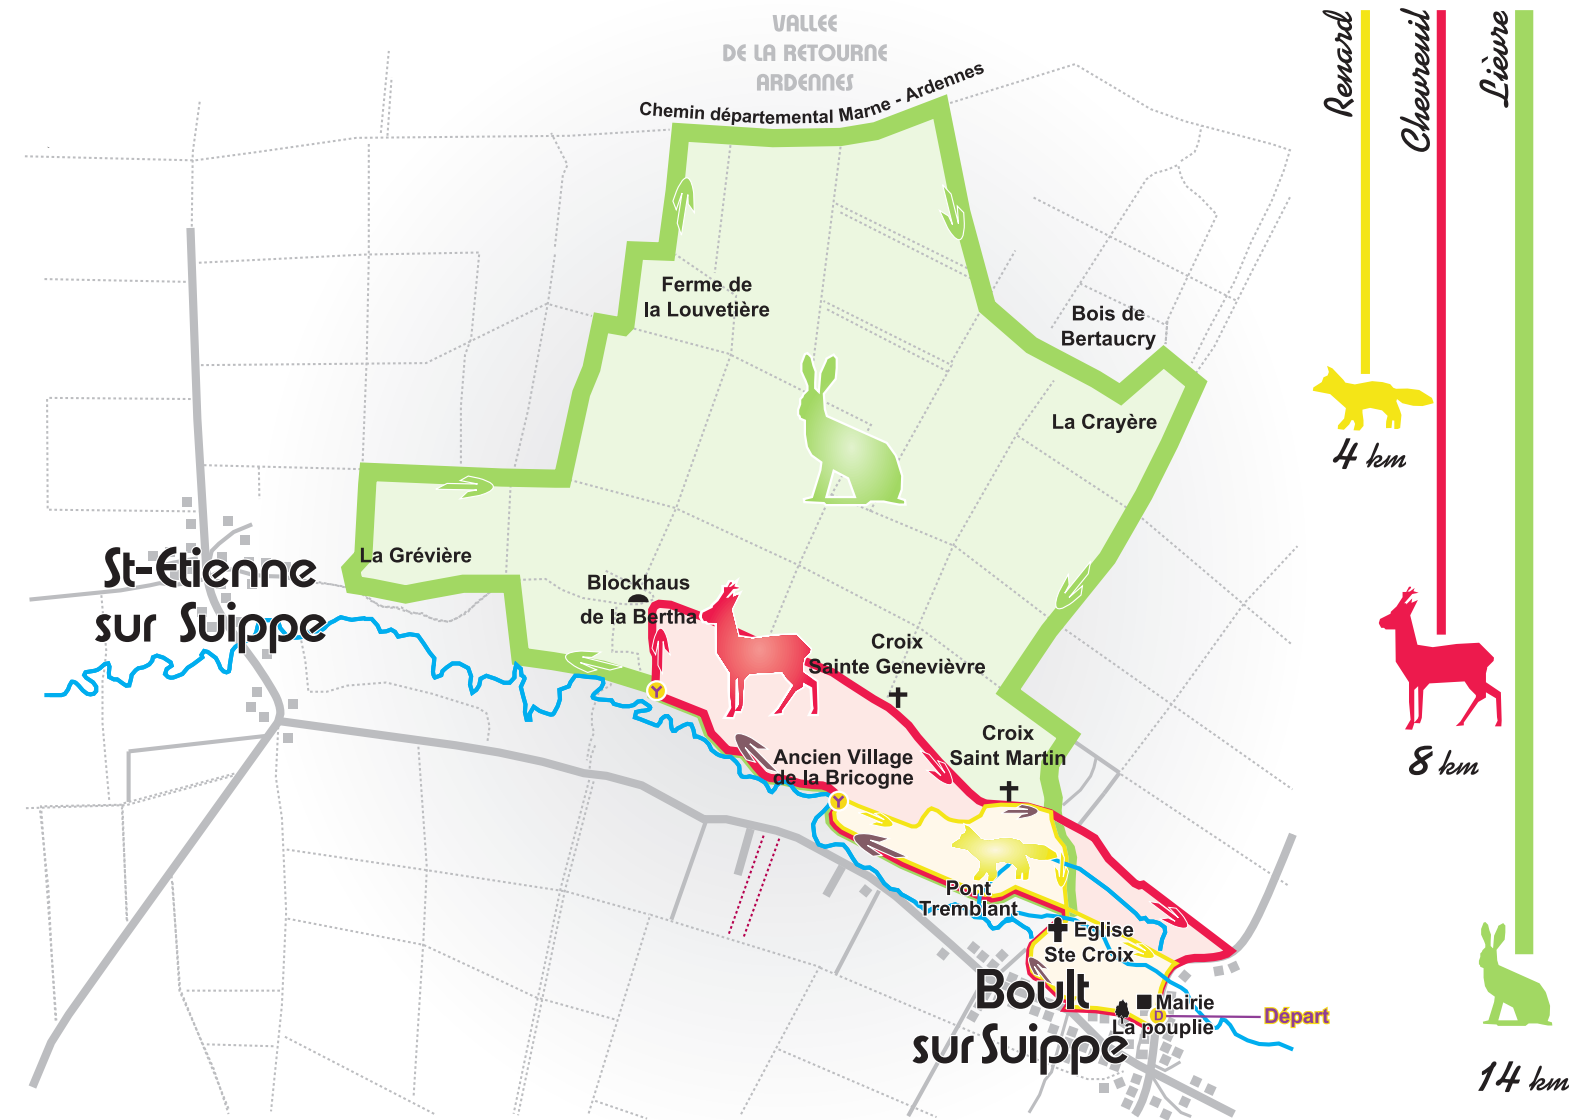 VALLEE
DE LA RETOURNE
ARDENNES
Chemin départemental Marne - Ardennes
Renard
Chevreuil
Lièvre
Ferme de
la Louvetière
Bois de
Bertaucry
La Crayère
4 km
La Grévière
St-Etienne
sur Suippe
Blockhaus
de la Bertha
Croix
Sainte Genevièvre
Y
Croix
Saint Martin
Ancien Village
de la Bricogne
Y
8 km
Pont
Tremblant
Eglise
Ste Croix
Boult
sur Suippe
Mairie
La pouplie
D
Départ
14 km